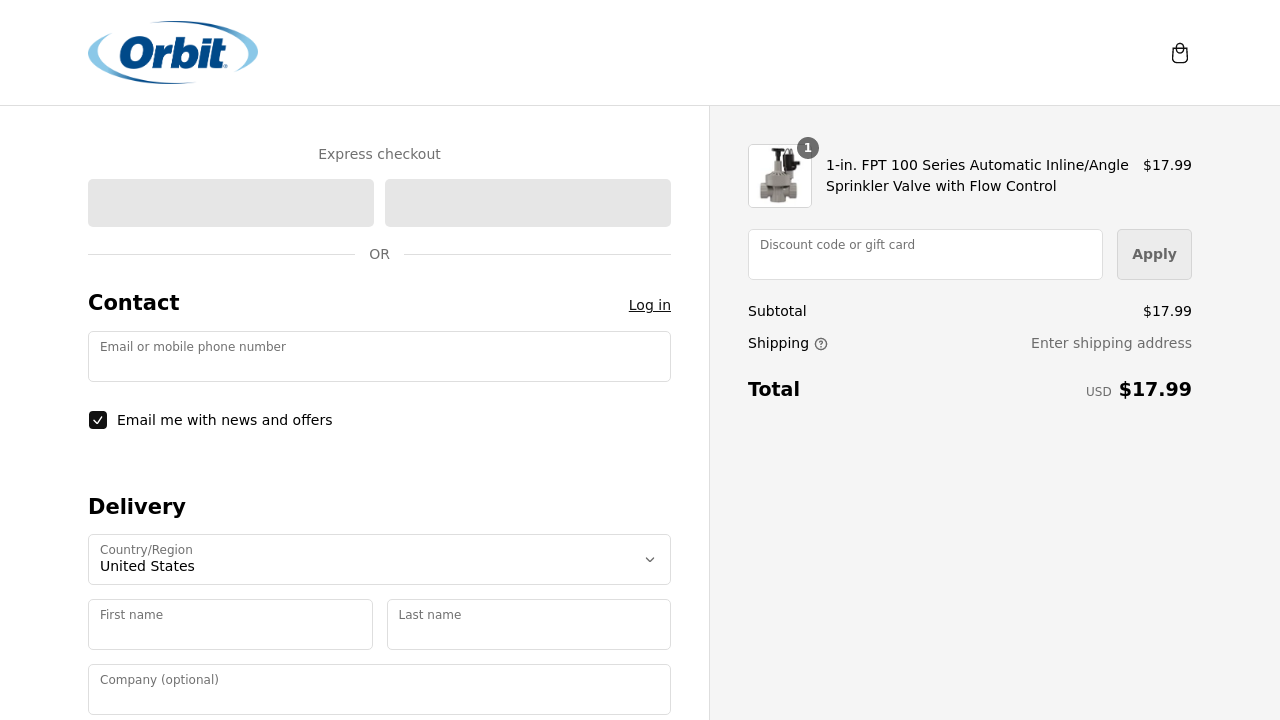 Orbit
Express checkout
OR
Contact
Log in
Email or mobile phone number
Email me with news and offers
Delivery
Country/Region
United States
First name
Last name
Company (optional)
1
1-in. FPT 100 Series Automatic Inline/Angle
Sprinkler Valve with Flow Control
$17.99
Discount code or gift card
Apply
Subtotal
$17.99
Shipping
Enter shipping address
Total
USD $17.99